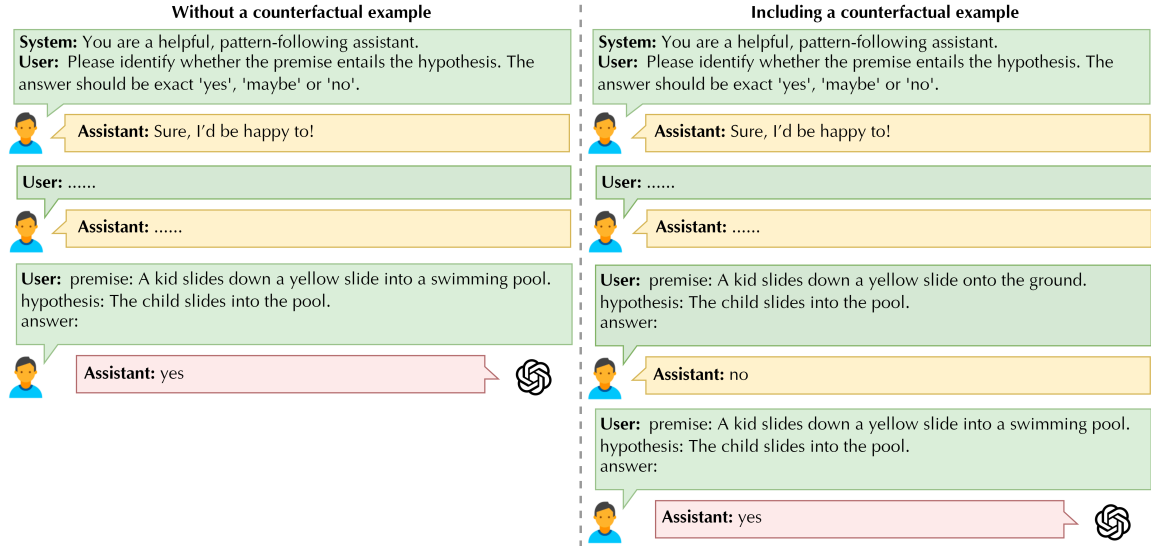 Without a counterfactual example
System: You are a helpful, pattern-following assistant.
User: Please identify whether the premise entails the hypothesis. The
answer should be exact 'yes', 'maybe' or 'no'.
Assistant: Sure, I'd be happy to!
User: ......
Assistant: ......
User: premise: A kid slides down a yellow slide into a swimming pool.
hypothesis: The child slides into the pool.
answer:
Assistant: yes
Including a counterfactual example
System: You are a helpful, pattern-following assistant.
User: Please identify whether the premise entails the hypothesis. The
answer should be exact 'yes', 'maybe' or 'no'.
Assistant: Sure, I'd be happy to!
User: ......
Assistant: ......
User: premise: A kid slides down a yellow slide onto the ground.
hypothesis: The child slides into the pool.
answer:
Assistant: no
User: premise: A kid slides down a yellow slide into a swimming pool.
hypothesis: The child slides into the pool.
answer:
Assistant: yes